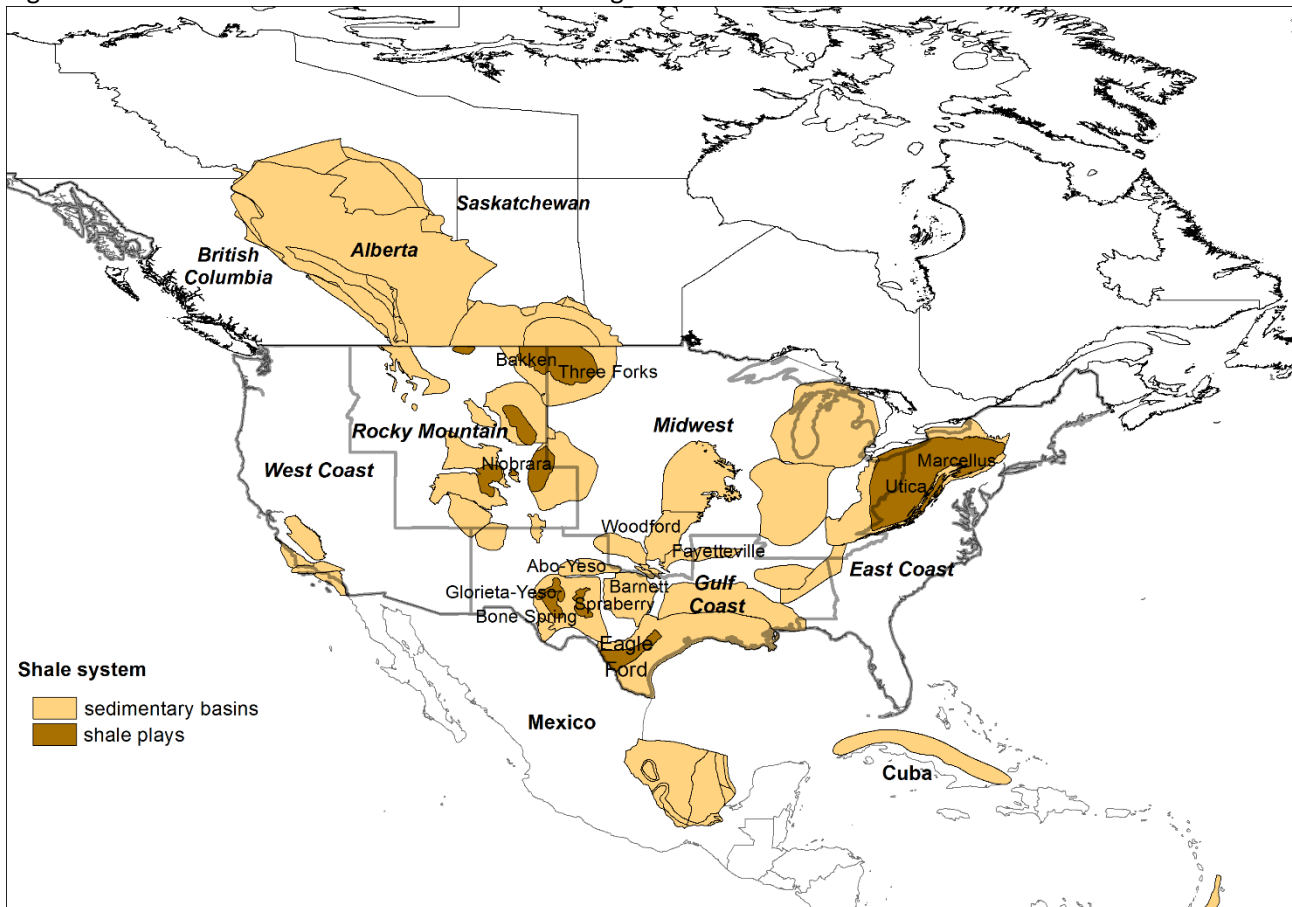 Saskatchewan
British
Columbia
Alberta
Bakken
Three Forks
Rocky Mountain
Midwest
West Coast
Niobrara
Marcellus
Utica
Woodford
Fayetteville
Abo-Yeso
East Coast
Glorieta-Yeso
Barnett
Gulf
Coast
Spraberry
Bone Spring
Eagle
Ford
Shale system
sedimentary basins
shale plays
Mexico
Cuba